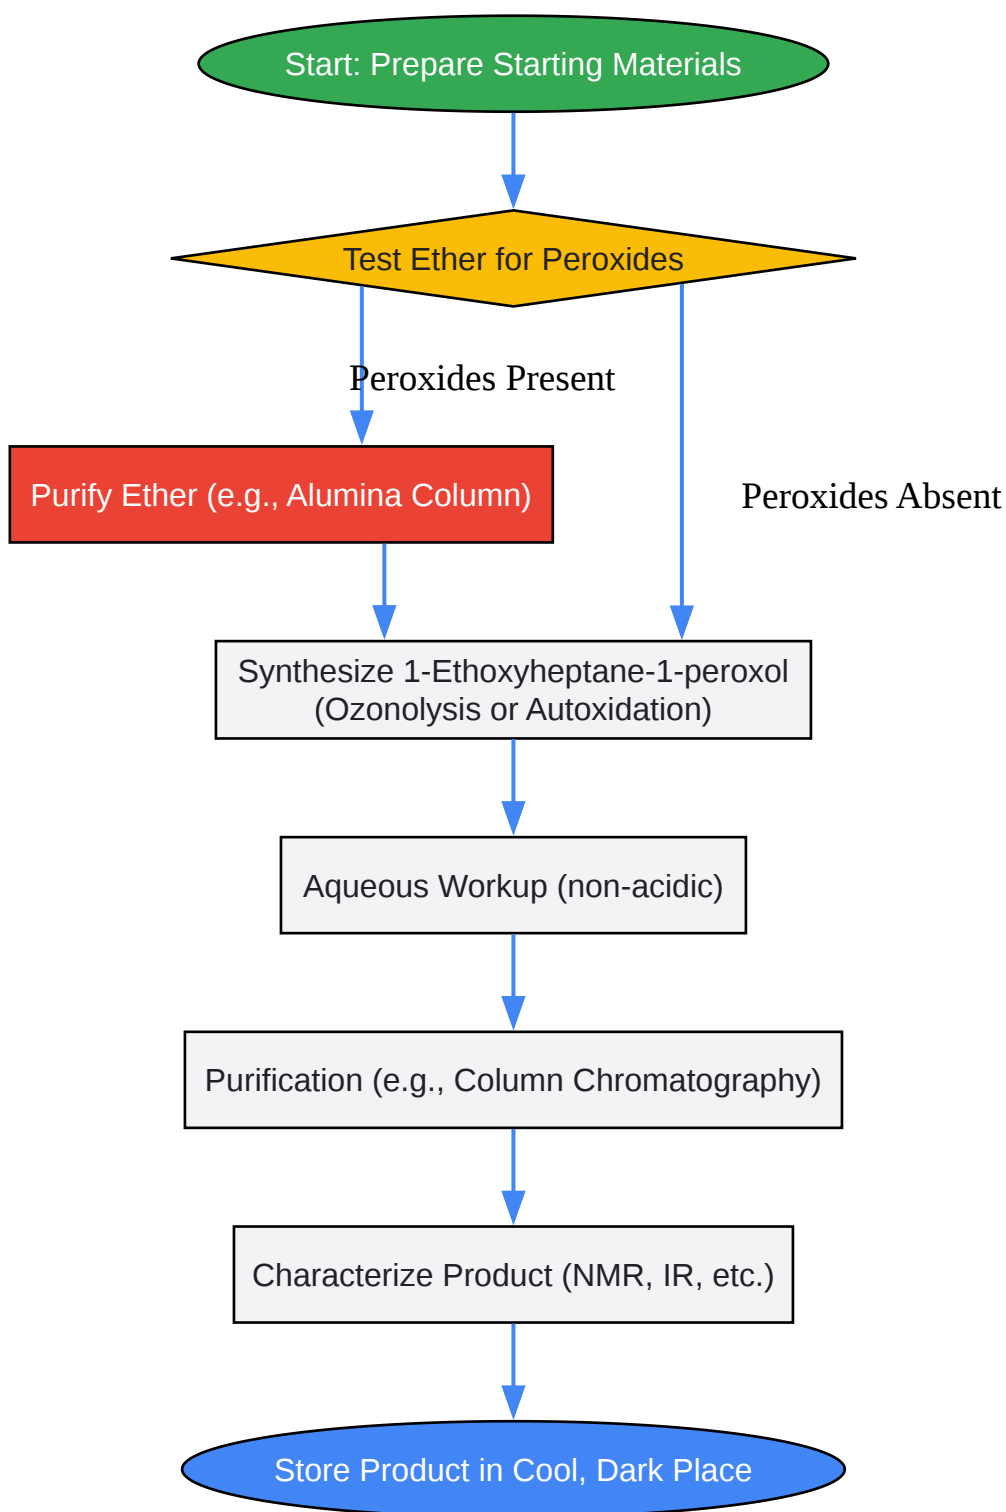 Start: Prepare Starting Materials
Test Ether for Peroxides
Peroxides Present
Purify Ether (e.g., Alumina Column)
Peroxides Absent
Synthesize 1-Ethoxyheptane-1-peroxol
(Ozonolysis or Autoxidation)
Aqueous Workup (non-acidic)
Purification (e.g., Column Chromatography)
Characterize Product (NMR, IR, etc.)
Store Product in Cool, Dark Place